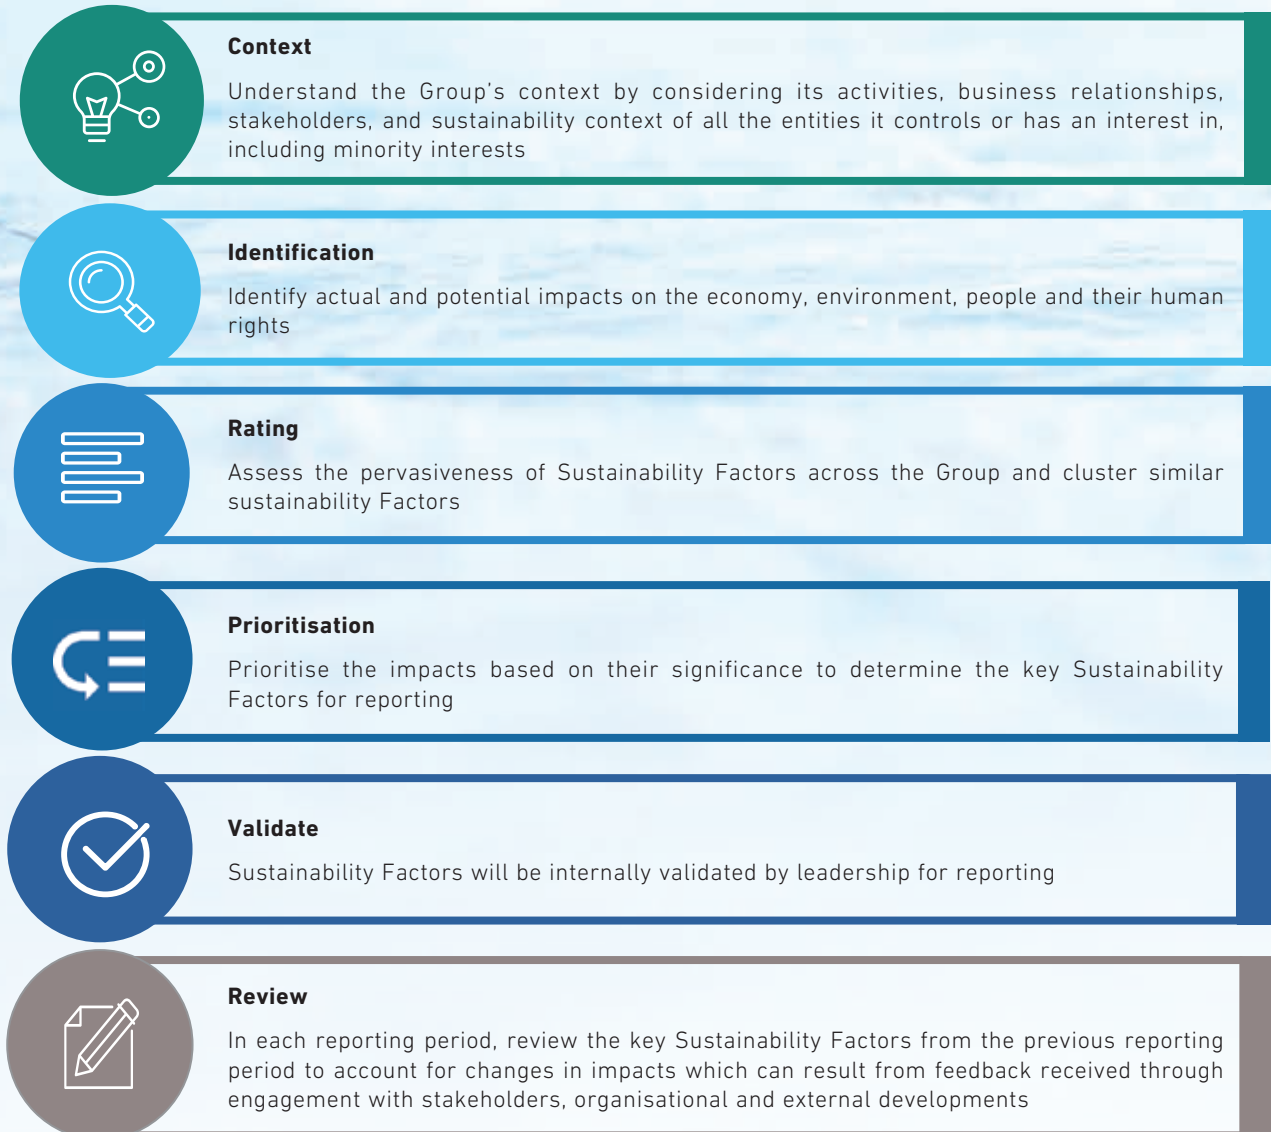 Context
Understand the Group's context by considering its activities, business relationships,
stakeholders, and sustainability context of all the entities it controls or has an interest in,
including minority interests
Identification
Identify actual and potential impacts on the economy, environment, people and their human
rights
Rating
Assess the pervasiveness of Sustainability Factors across the Group and cluster similar
sustainability Factors
Prioritisation
Prioritise the impacts based on their significance to determine the key Sustainability
Factors for reporting
Validate
Sustainability Factors will be internally validated by leadership for reporting
Review
In each reporting period, review the key Sustainability Factors from the previous reporting
period to account for changes in impacts which can result from feedback received through
engagement with stakeholders, organisational and external developments